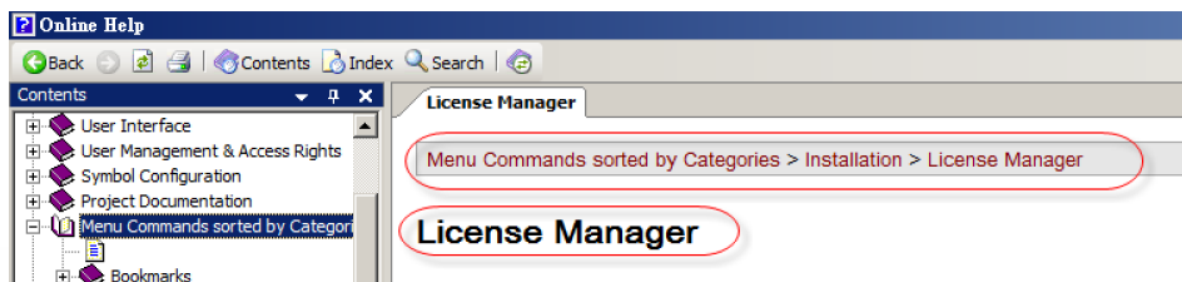 Online Help
Back Contents Index Search
Contents
User Interface
User Management & Access Rights
Symbol Configuration
Project Documentation
Menu Commands sorted by Categori
Bookmarks
License Manager
Menu Commands sorted by Categories > Installation > License Manager
License Manager